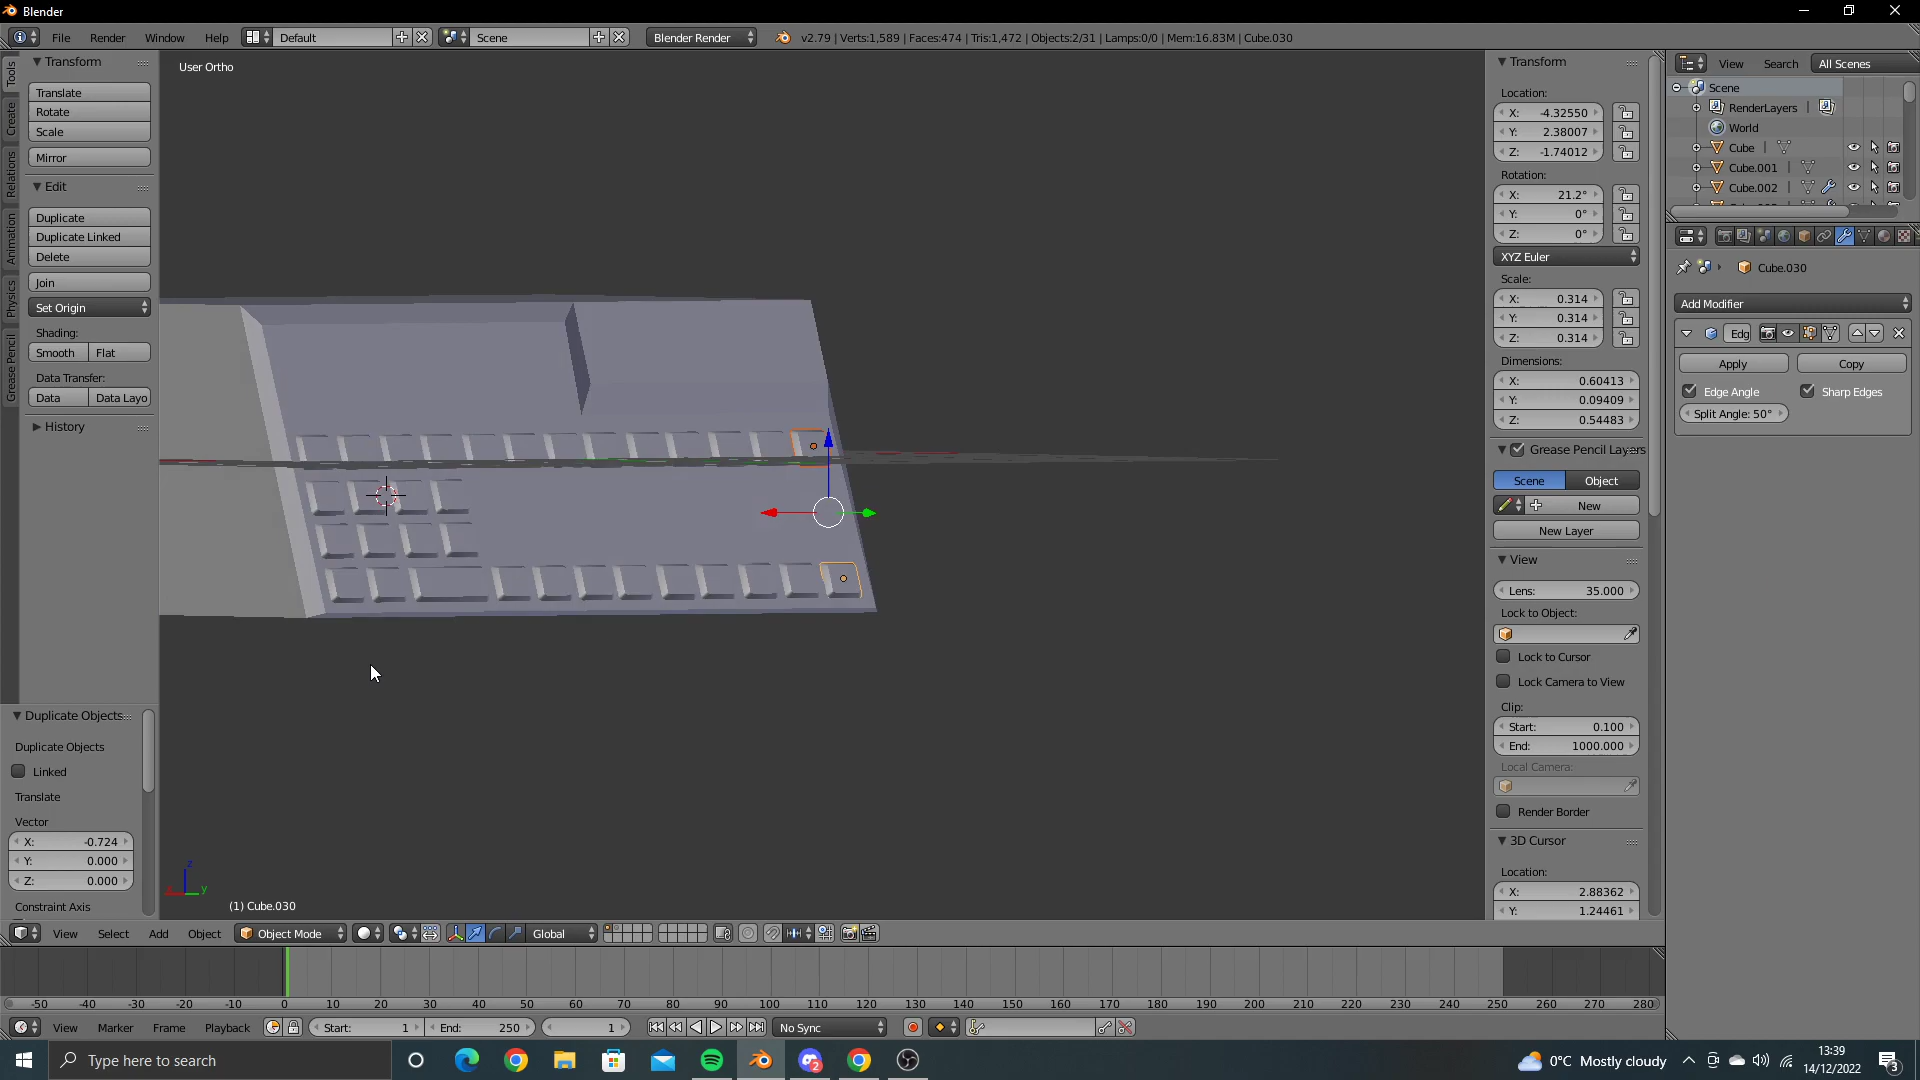 Blender
File Render Window Help Default Scene Blender Render v2.79 | Verts:1,589 | Faces:474 | Tris:1,472 | Objects:2/31 | Lamps:0/0 | Mem:16.83M | Cube.030
Tools
Create
Relations
Animation
Physics
Grease Pencil
Transform
Translate
Rotate
Scale
Mirror
Edit
Duplicate
Duplicate Linked
Delete
Join
Set Origin
Shading:
Smooth Flat
Data Transfer:
Data Data Layo
History
Duplicate Objects
Duplicate Objects
Linked
Translate
Vector
X: -0.724
Y: 0.000
Z: 0.000
Constraint Axis
User Ortho
z
y
(1) Cube.030
Transform
Location:
X: -4.32550
Y: 2.38007
Z: -1.74012
Rotation:
X: 21.2°
Y: 0°
Z: 0°
XYZ Euler
Scale:
X: 0.314
Y: 0.314
Z: 0.314
Dimensions:
X: 0.60413
Y: 0.09409
Z: 0.54483
Grease Pencil Layers
Scene Object
New
New Layer
View
Lens: 35.000
Lock to Object:
Lock to Cursor
Lock Camera to View
Clip:
Start: 0.100
End: 1000.000
Local Camera:
Render Border
3D Cursor
Location:
X: 2.88362
Y: 1.24461
View Search All Scenes
Scene
RenderLayers
World
Cube
Cube.001
Cube.002
Cube.030
Add Modifier
Edg
Apply Copy
Edge Angle Sharp Edges
Split Angle: 50°
View Select Add Object Object Mode Global
-50 -40 -30 -20 -10 0 10 20 30 40 50 60 70 80 90 100 110 120 130 140 150 160 170 180 190 200 210 220 230 240 250 260 270 280
View Marker Frame Playback Start: 1 End: 250 1 No Sync
Type here to search 2 0°C Mostly cloudy 13:39
14/12/2022 3